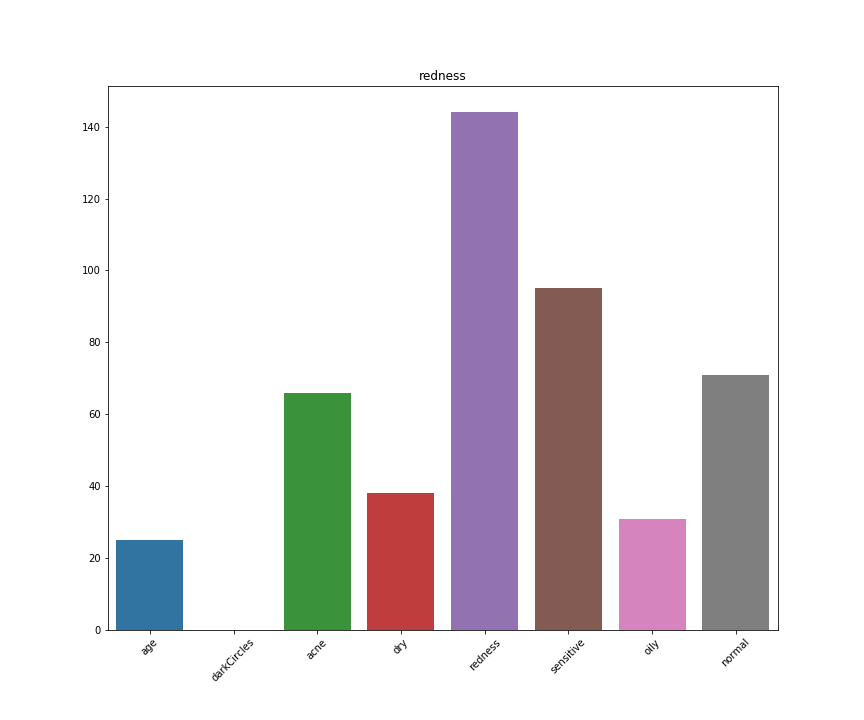 redness
140
120
100
80
60
40
20
0
age
darkCircles
acne
dry
redness
sensitive
oily
normal